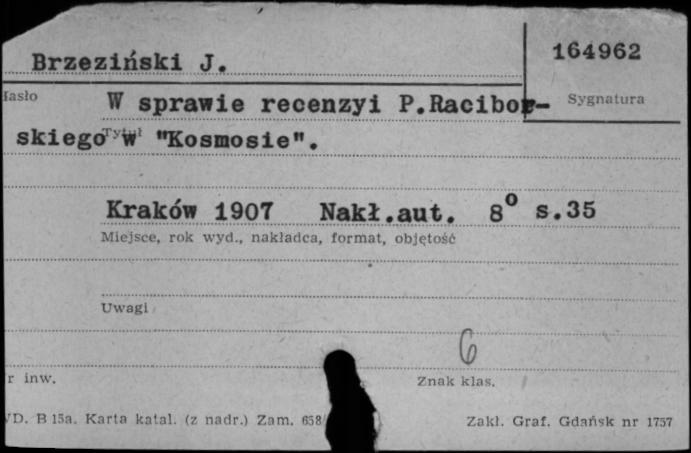 Brzeziński J.
164962
Hasło
W sprawie recenzyi P.Racibor-
Sygnatura
skiego w "Kosmosie".
Tytuł
Kraków 1907 Nakł.aut. 8° s.35
Miejsce, rok wyd., nakładca, format, objętość
Uwagi
6
r inw.
Znak klas.
D. B 15a. Karta katal. (z nadr.) Zam. 658/
Zakł. Graf. Gdańsk nr 1757